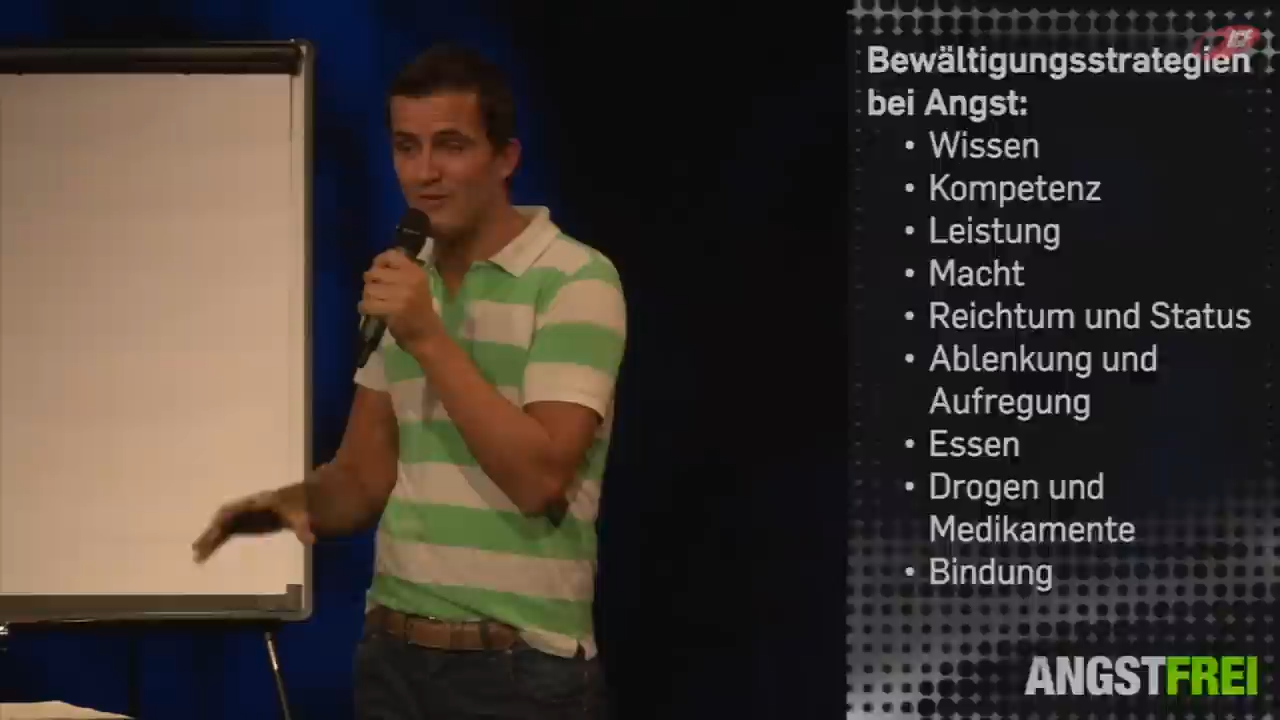 ICF
Bewältigungsstrategien
bei Angst:
• Wissen
• Kompetenz
• Leistung
• Macht
• Reichtum und Status
• Ablenkung und
Aufregung
• Essen
• Drogen und
Medikamente
• Bindung
ANGSTFREI